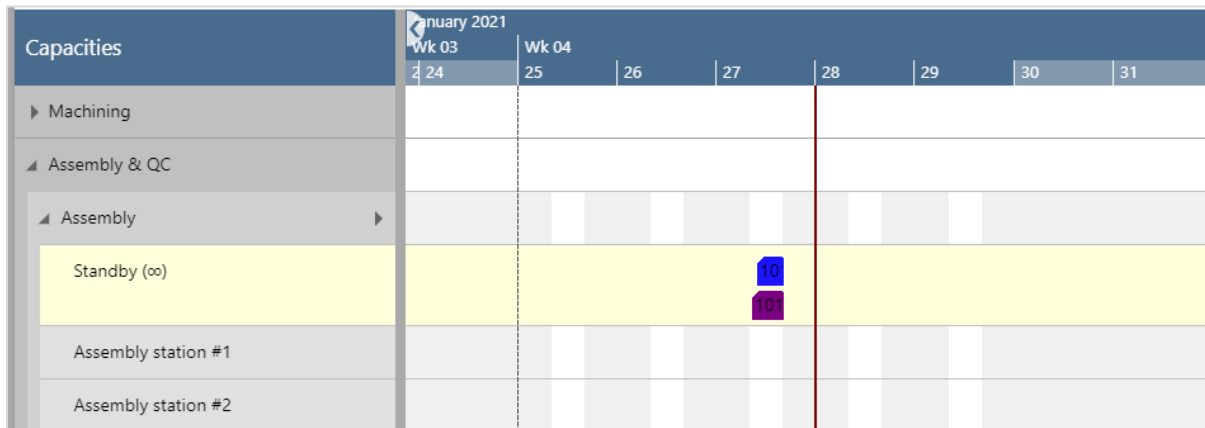 Capacities
anuary 2021
Wk 03 Wk 04
2 24 25 26 27 28 29 30 31
Machining
Assembly & QC
Assembly
Standby (∞)
10
101
Assembly station #1
Assembly station #2